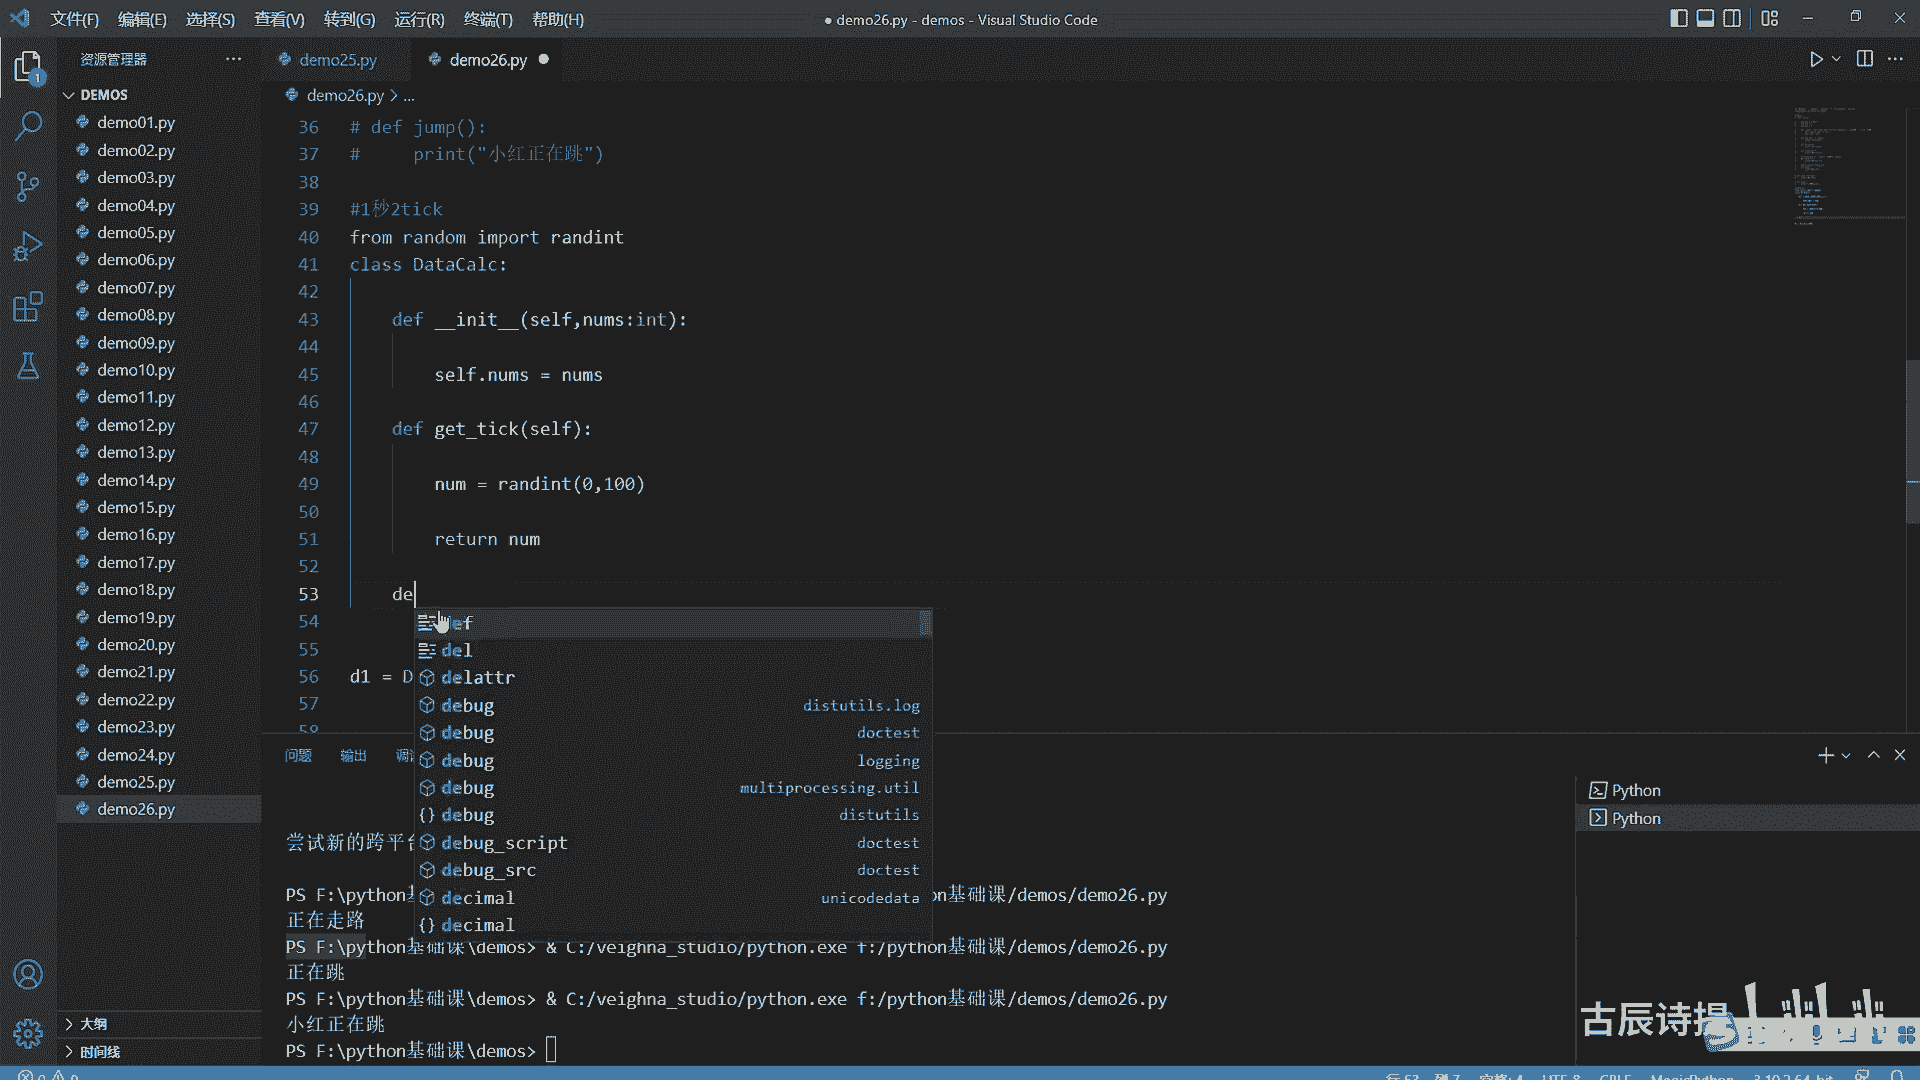 文件(F) 编辑(E) 选择(S) 查看(V) 转到(G) 运行(R) 终端(T) 帮助(H)
● demo26.py - demos - Visual Studio Code
资源管理器
demo25.py
demo26.py
DEMOS
demo26.py > ...
demo01.py
demo02.py
demo03.py
demo04.py
demo05.py
demo06.py
demo07.py
demo08.py
demo09.py
demo10.py
demo11.py
demo12.py
demo13.py
demo14.py
demo15.py
demo16.py
demo17.py
demo18.py
demo19.py
demo20.py
demo21.py
demo22.py
demo23.py
demo24.py
demo25.py
demo26.py
大纲
时间线
1
36 # def jump():
37 #     print("小红正在跳")
38
39 #1秒2tick
40 from random import randint
41 class DataCalc:
42
43     def __init__(self,nums:int):
44
45         self.nums = nums
46
47     def get_tick(self):
48
49         num = randint(0,100)
50
51         return num
52
53     de
54
55
56 d1 = D
57
58
def
del
delattr
debug distutils.log
debug doctest
debug logging
debug multiprocessing.util
debug distutils
debug_script doctest
debug_src doctest
decimal unicodedata
decimal
问题 输出
Python
Python
尝试新的跨平
PS F:\python on基础课/demos/demo26.py
正在走路
PS F:\python基础课\demos> & C:/veighna_studio/python.exe f:/python基础课/demos/demo26.py
正在跳
PS F:\python基础课\demos> & C:/veighna_studio/python.exe f:/python基础课/demos/demo26.py
小红正在跳
PS F:\python基础课\demos>
古辰诗提